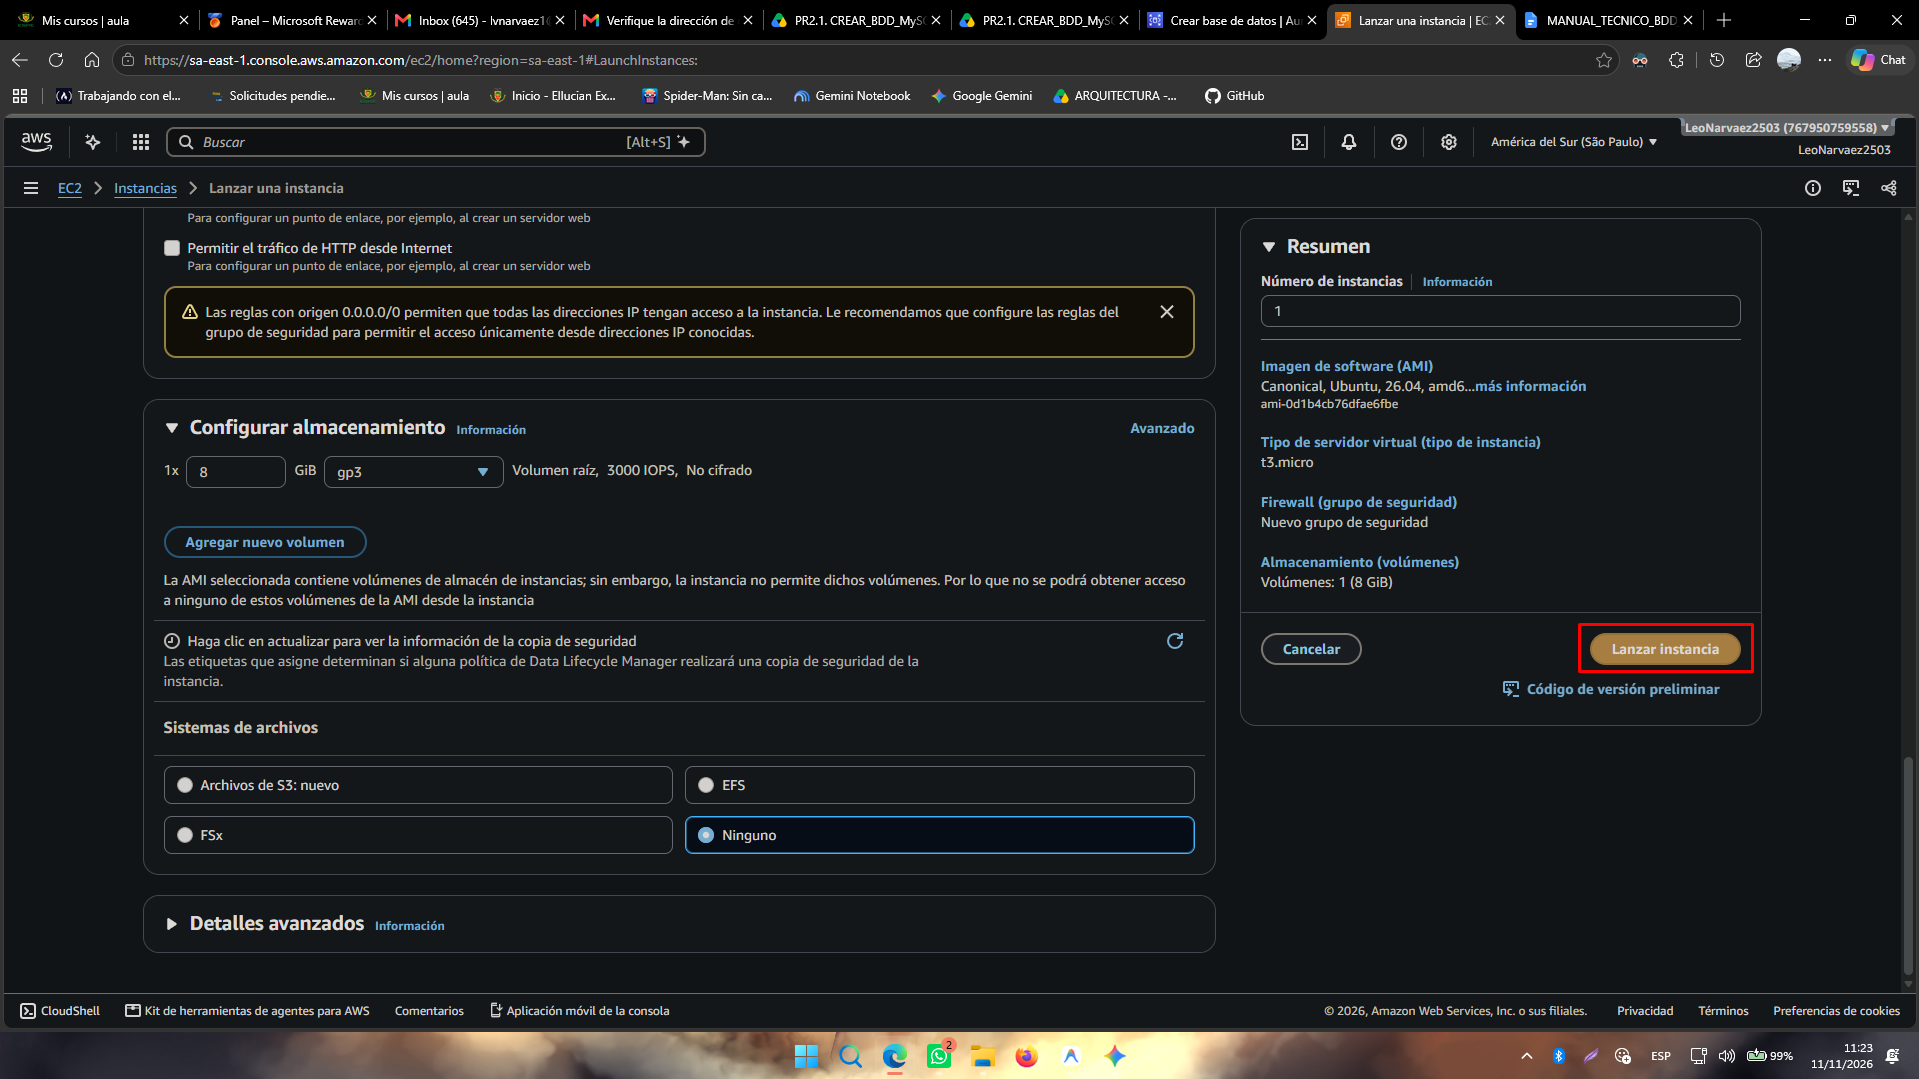 Mis cursos | aula
Panel – Microsoft Rewar
Inbox (645) - lvnarvaez1
Verifique la dirección de
PR2.1. CREAR_BDD_MySC
PR2.1. CREAR_BDD_MySC
Crear base de datos | Au
Lanzar una instancia | EC
MANUAL_TECNICO_BDD
https://sa-east-1.console.aws.amazon.com/ec2/home?region=sa-east-1#LaunchInstances:
Chat
Trabajando con el...
Solicitudes pendie...
Mis cursos | aula
Inicio - Ellucian Ex...
Spider-Man: Sin ca...
Gemini Notebook
Google Gemini
ARQUITECTURA -...
GitHub
aws
Buscar
[Alt+S]
América del Sur (São Paulo)
LeoNarvaez2503 (767950759558)
LeoNarvaez2503
EC2
Instancias
Lanzar una instancia
Para configurar un punto de enlace, por ejemplo, al crear un servidor web
Permitir el tráfico de HTTP desde Internet
Para configurar un punto de enlace, por ejemplo, al crear un servidor web
Las reglas con origen 0.0.0.0/0 permiten que todas las direcciones IP tengan acceso a la instancia. Le recomendamos que configure las reglas del
grupo de seguridad para permitir el acceso únicamente desde direcciones IP conocidas.
Configurar almacenamiento Información
Avanzado
1x 8 GiB gp3 Volumen raíz, 3000 IOPS, No cifrado
Agregar nuevo volumen
La AMI seleccionada contiene volúmenes de almacén de instancias; sin embargo, la instancia no permite dichos volúmenes. Por lo que no se podrá obtener acceso
a ninguno de estos volúmenes de la AMI desde la instancia
Haga clic en actualizar para ver la información de la copia de seguridad
Las etiquetas que asigne determinan si alguna política de Data Lifecycle Manager realizará una copia de seguridad de la
instancia.
Sistemas de archivos
Archivos de S3: nuevo
EFS
FSx
Ninguno
Detalles avanzados Información
Resumen
Número de instancias Información
1
Imagen de software (AMI)
Canonical, Ubuntu, 26.04, amd6...más información
ami-0d1b4cb76dfae6fbe
Tipo de servidor virtual (tipo de instancia)
t3.micro
Firewall (grupo de seguridad)
Nuevo grupo de seguridad
Almacenamiento (volúmenes)
Volúmenes: 1 (8 GiB)
Cancelar
Lanzar instancia
Código de versión preliminar
CloudShell
Kit de herramientas de agentes para AWS
Comentarios
Aplicación móvil de la consola
© 2026, Amazon Web Services, Inc. o sus filiales.
Privacidad
Términos
Preferencias de cookies
2
ESP
99%
11:23
11/11/2026